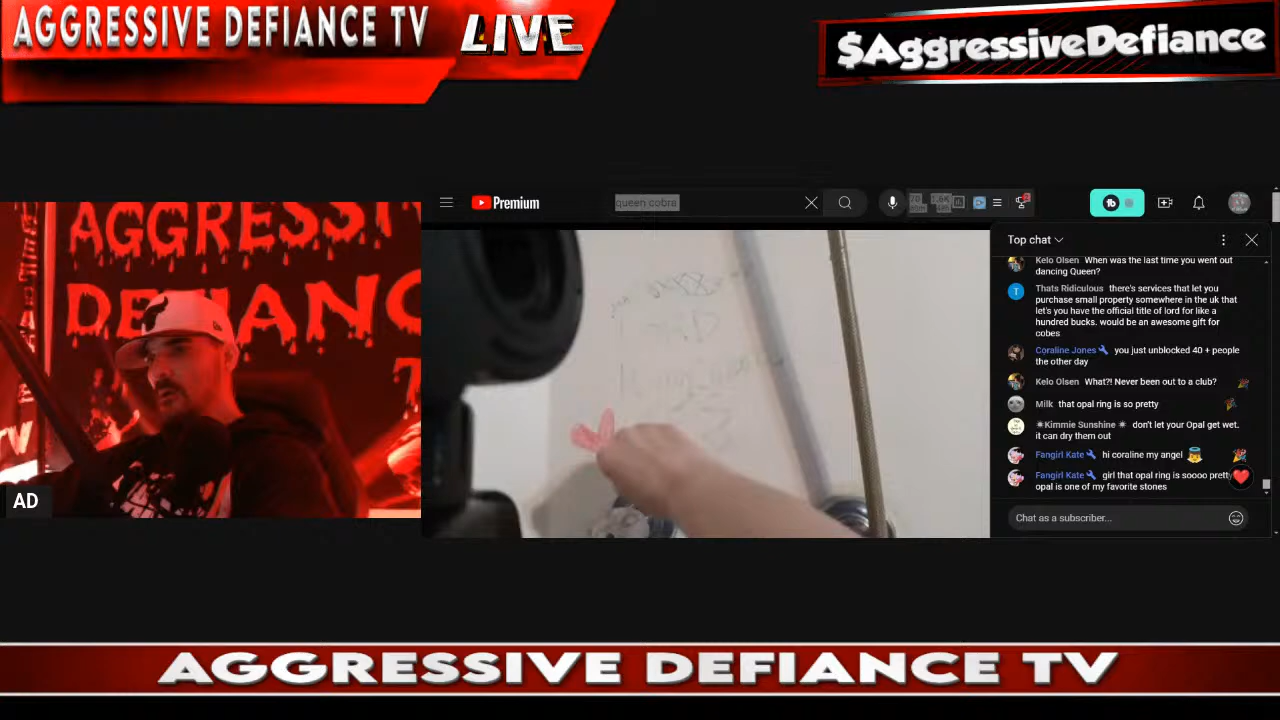 AGGRESSIVE DEFIANCE TV
LIVE
$AggressiveDefiance
Premium
queen cobra
Top chat
Kelo Olsen When was the last time you went out
dancing Queen?
Thats Ridiculous there's services that let you
purchase small property somewhere in the uk that
let's you have the official title of lord for like a
hundred bucks. would be an awesome gift for
cobes
Coraline Jones you just unblocked 40 + people
the other day
Kelo Olsen What?! Never been out to a club?
Milk that opal ring is so pretty
☀Kimmie Sunshine ☀ don't let your Opal get wet.
it can dry them out
Fangirl Kate hi coraline my angel
Fangirl Kate girl that opal ring is soooo pretty
opal is one of my favorite stones
Chat as a subscriber...
AGGRESSI
DEFIANC
TV
AD
AGGRESSIVE DEFIANCE TV